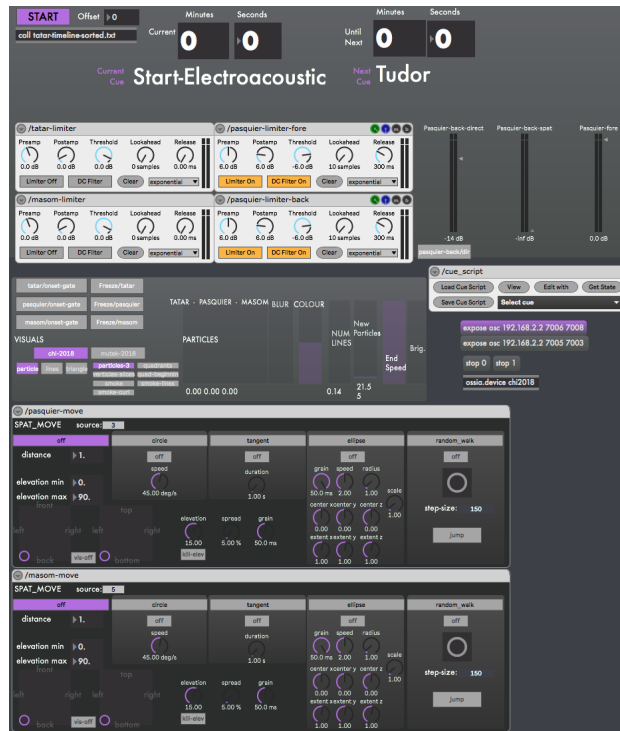 START Offset 0
coll tatar-timeline-sorted.txt
Minutes Seconds
Current 0 0
Minutes Seconds
Until Next 0 0
Current Cue Start-Electroacoustic
Next Cue Tudor
/tatar-limiter
Preamp Postamp Threshold Lookahead Release
0.0 dB 0.0 dB 0.0 dB 0 samples 0.00 ms
Limiter Off DC Filter Clear exponential
/pasquier-limiter-fore
Preamp Postamp Threshold Lookahead Release
6.0 dB 6.0 dB -6.0 dB 10 samples 300 ms
Limiter On DC Filter On Clear exponential
/masom-limiter
Preamp Postamp Threshold Lookahead Release
0.0 dB 0.0 dB 0.0 dB 0 samples 0.00 ms
Limiter Off DC Filter Clear exponential
/pasquier-limiter-back
Preamp Postamp Threshold Lookahead Release
6.0 dB 6.0 dB -6.0 dB 10 samples 300 ms
Limiter On DC Filter On Clear exponential
Pasquier-back-direct Pasquier-back-spat Pasquier-fore
-14 dB -inf dB 0.0 dB
pasquier-back/dir
tatar/onset-gate Freeze/tatar
pasquier/onset-gate Freeze/pasquier
masom/onset-gate Freeze/masom
VISUALS
chi-2018 mutek-2018
particle lines triangle
particles-3 quadrants
particles-slices quad-beginnin
smoke smoke-lines
smoke-curl
TATAR - PASQUIER - MASOM BLUR COLOUR
PARTICLES
NUM LINES
New Particles
End Speed
Brig.
0.00 0.00 0.00 0.14 21.5
5
/cue_script
Load Cue Script View Edit with Get State
Save Cue Script Select cue
expose osc 192.168.2.2 7006 7008
expose osc 192.168.2.2 7005 7003
stop 0 stop 1
ossia.device chi2018
/pasquier-move
SPAT_MOVE source: 3
off circle tangent ellipse random_walk
distance 1.
off off off off
elevation min 0.
elevation max 90.
speed
45.00 deg/s
duration
1.00 s
grain speed radius
50.0 ms 2.00 1.00
scale
1.00
center x center y center z
0.00 0.00 0.00
extent x extent y extent z
1.00 1.00 1.00
step-size: 150
jump
front top
left right left right
back vis-off bottom
elevation spread grain
15.00 5.00 % 50.0 ms
kill-elev
/masom-move
SPAT_MOVE source: 5
off circle tangent ellipse random_walk
distance 1.
off off off off
elevation min 0.
elevation max 90.
speed
45.00 deg/s
duration
1.00 s
grain speed radius
50.0 ms 2.00 1.00
scale
1.00
center x center y center z
0.00 0.00 0.00
extent x extent y extent z
1.00 1.00 1.00
step-size: 150
jump
front top
left right left right
back vis-off bottom
elevation spread grain
15.00 5.00 % 50.0 ms
kill-elev